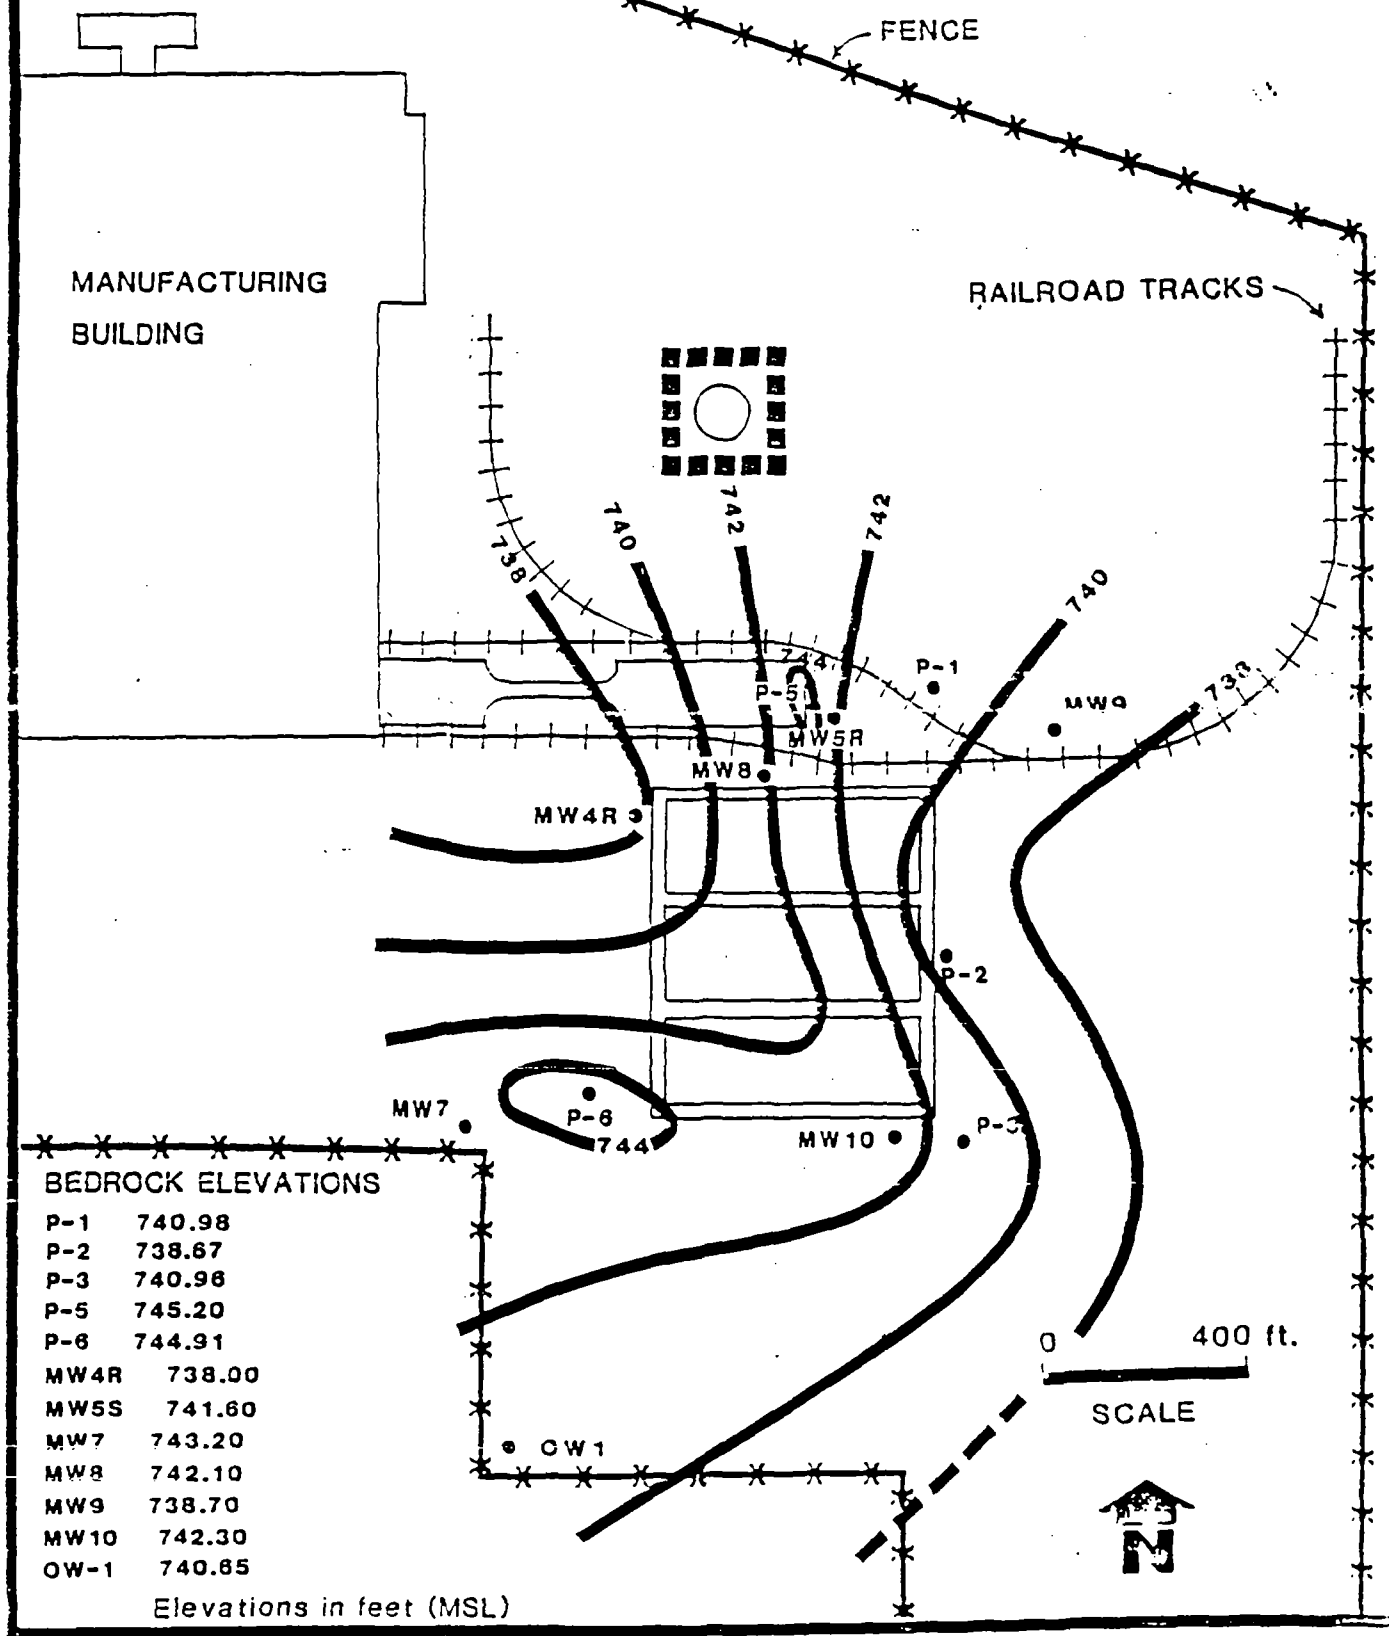 FENCE
MANUFACTURING
BUILDING
RAILROAD TRACKS
738
740
742
742
740
738
744
P-1
P-5
MW9
MW5R
MW8
MW4R
P-2
MW7
P-6
744
MW10
P-3
BEDROCK ELEVATIONS
P-1 740.98
P-2 738.67
P-3 740.96
P-5 745.20
P-6 744.91
MW4R 738.00
MW5S 741.60
MW7 743.20
MW8 742.10
MW9 738.70
MW10 742.30
OW-1 740.65
Elevations in feet (MSL)
OW1
0 400 ft.
SCALE
N